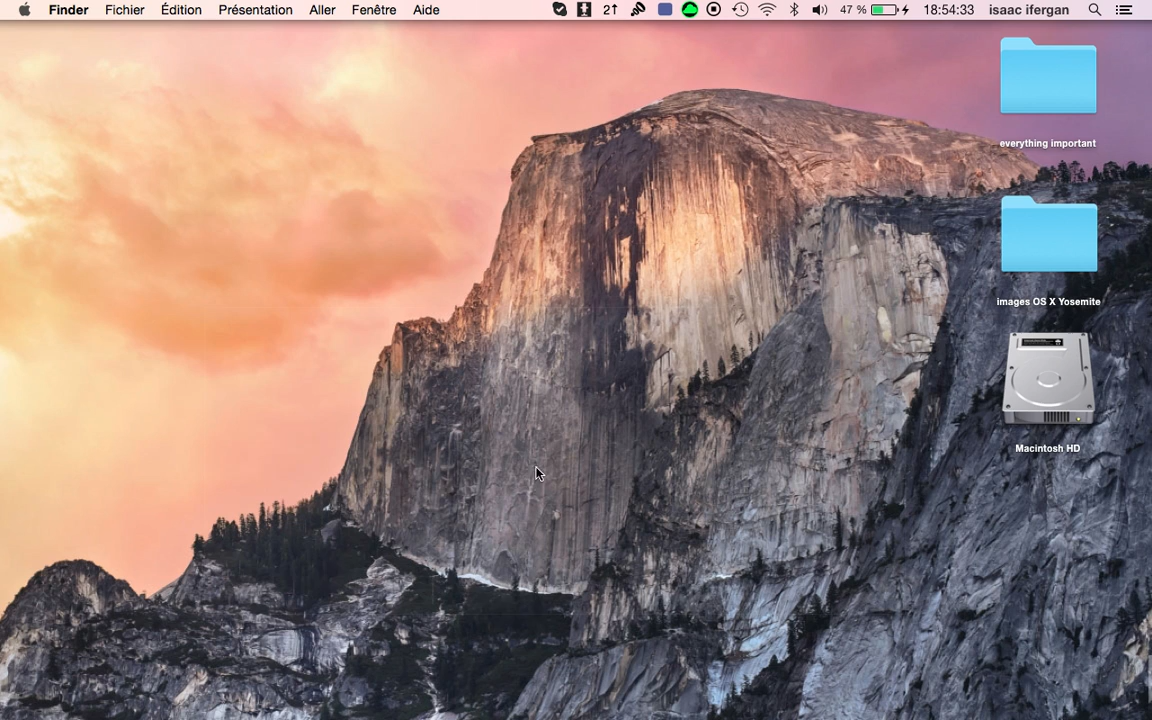 Finder Fichier Édition Présentation Aller Fenêtre Aide 2↑ 47 % 18:54:33 isaac ifergan
everything important
images OS X Yosemite
Macintosh HD